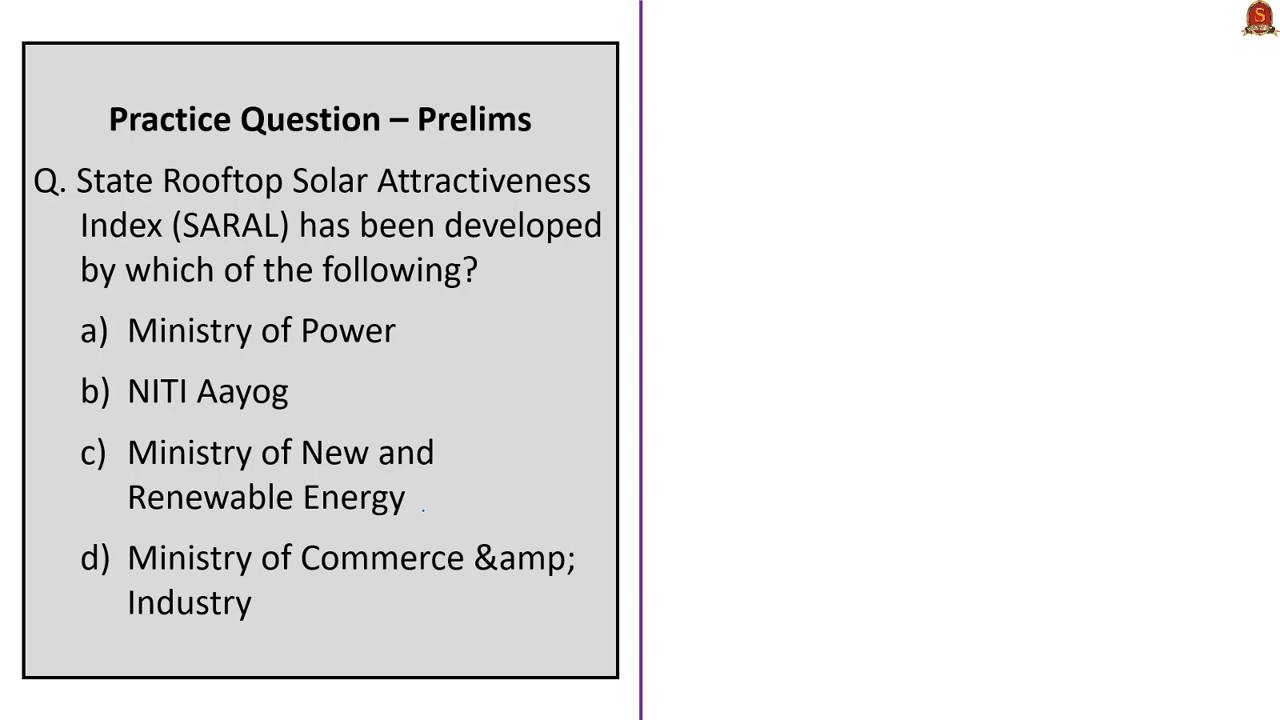 Practice Question – Prelims
Q. State Rooftop Solar Attractiveness
Index (SARAL) has been developed
by which of the following?
a) Ministry of Power
b) NITI Aayog
c) Ministry of New and
Renewable Energy
d) Ministry of Commerce &amp;amp;
Industry
S